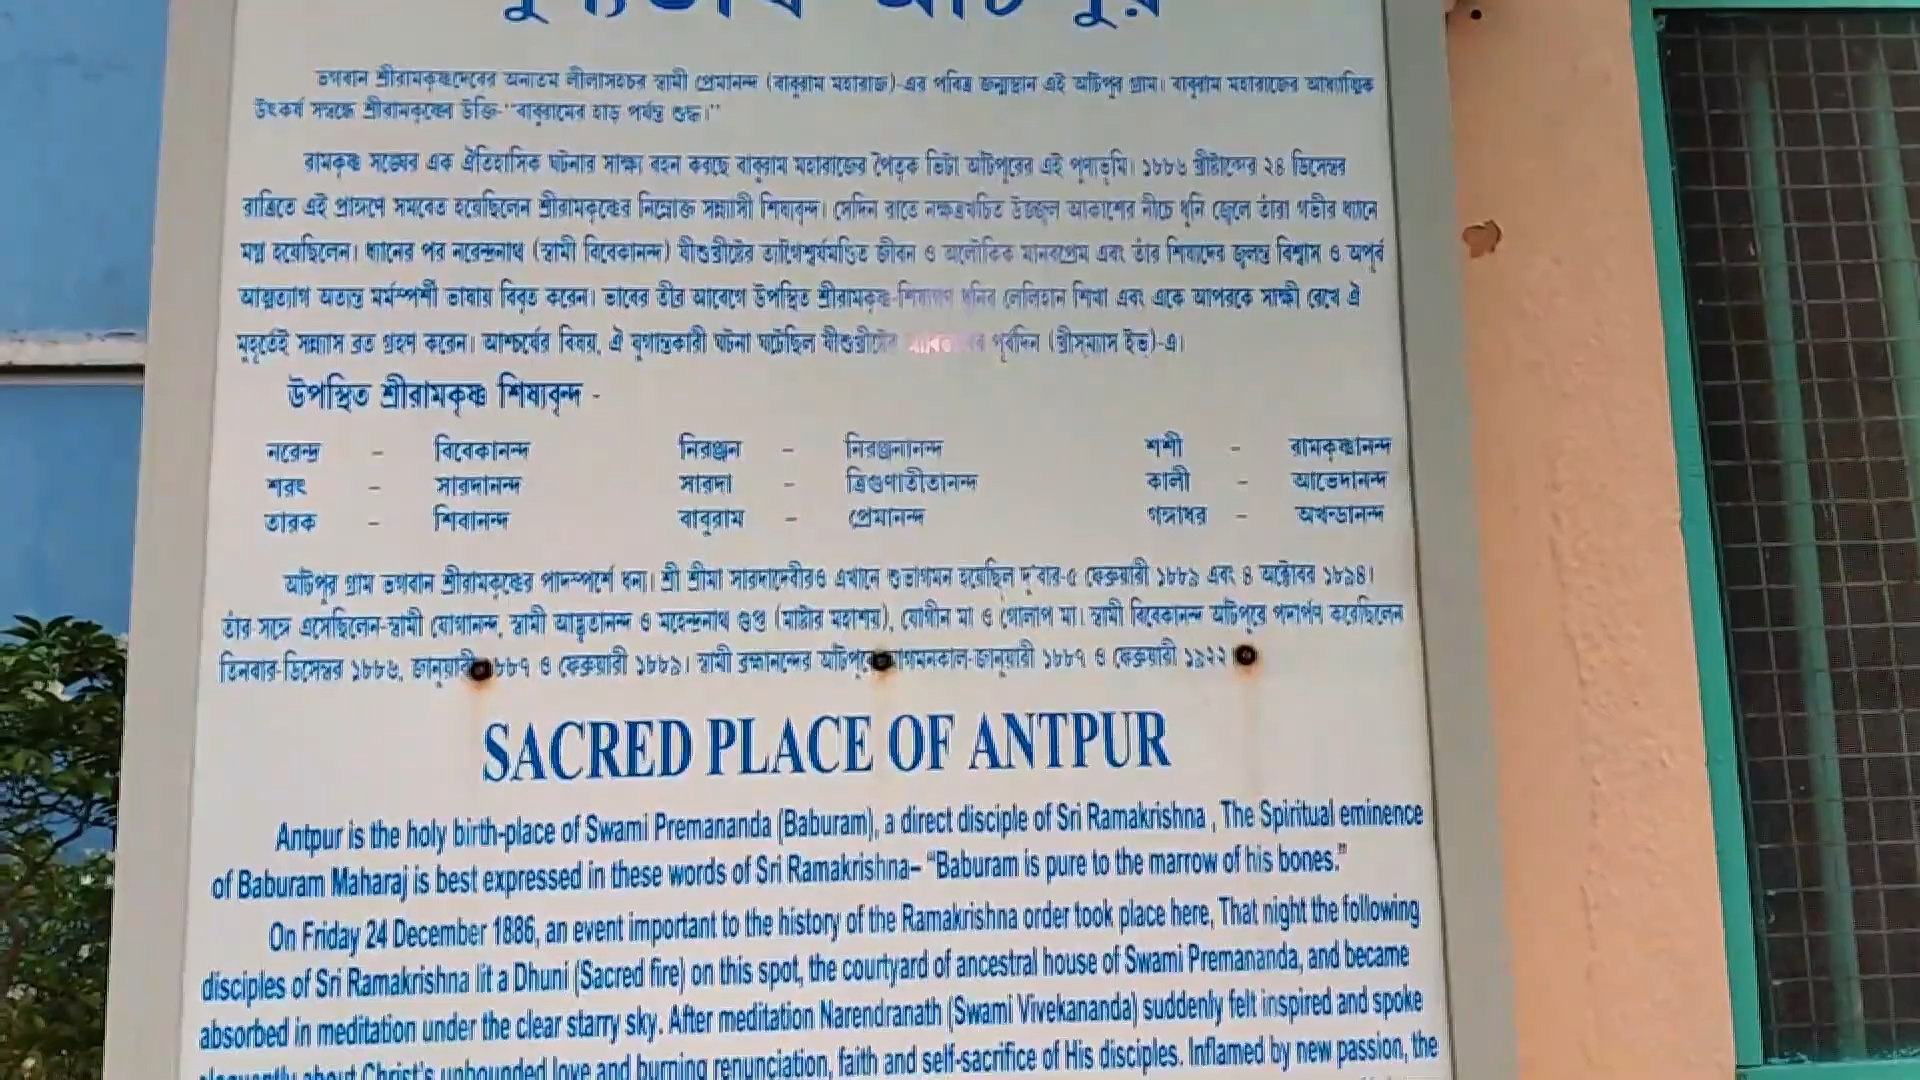 পুণ্যতীর্থ আঁটপুর
ভগবান শ্রীরামকৃষ্ণদেবের অন্যতম লীলাসহচর স্বামী প্রেমানন্দ (বাবুরাম মহারাজ)-এর পবিত্র জন্মস্থান এই আঁটপুর গ্রাম। বাবুরাম মহারাজের আধ্যাত্মিক
উৎকর্ষ সম্বন্ধে শ্রীরামকৃষ্ণের উক্তি-"বাবুরামের হাড় পর্যন্ত শুদ্ধ।"
রামকৃষ্ণ সঙ্ঘের এক ঐতিহাসিক ঘটনার সাক্ষ্য বহন করছে বাবুরাম মহারাজের পৈতৃক ভিটা আঁটপুরের এই পূণ্যভূমি। ১৮৮৬ খ্রীষ্টাব্দের ২৪ ডিসেম্বর
রাত্রিতে এই প্রাঙ্গণে সমবেত হয়েছিলেন শ্রীরামকৃষ্ণের নিম্নোক্ত সন্ন্যাসী শিষ্যবৃন্দ। সেদিন রাতে নক্ষত্রখচিত উজ্জ্বল আকাশের নীচে ধুনি জ্বেলে তাঁরা গভীর ধ্যানে
মগ্ন হয়েছিলেন। ধ্যানের পর নরেন্দ্রনাথ (স্বামী বিবেকানন্দ) যীশুখ্রীষ্টের ত্যাগৈশ্বর্যমণ্ডিত জীবন ও অলৌকিক মানবপ্রেম এবং তাঁর শিষ্যদের জ্বলন্ত বিশ্বাস ও অপূর্ব
আত্মত্যাগ অত্যন্ত মর্মস্পর্শী ভাষায় বিবৃত করেন। ভাবের তীব্র আবেগে উপস্থিত শ্রীরামকৃষ্ণ-শিষ্যগণ ধুনির লেলিহান শিখা এবং একে অপরকে সাক্ষী রেখে ঐ
মুহূর্তেই সন্ন্যাস ব্রত গ্রহণ করেন। আশ্চর্যের বিষয়, ঐ যুগান্তকারী ঘটনা ঘটেছিল যীশুখ্রীষ্টের আবির্ভাবের পূর্বদিন (খ্রীস্‌ম্যাস ইভ)-এ।
উপস্থিত শ্রীরামকৃষ্ণ শিষ্যবৃন্দ -
নরেন্দ্র - বিবেকানন্দ নিরঞ্জন - নিরঞ্জনানন্দ শশী - রামকৃষ্ণানন্দ
শরৎ - সারদানন্দ সারদা - ত্রিগুণাতীতানন্দ কালী - আভেদানন্দ
তারক - শিবানন্দ বাবুরাম - প্রেমানন্দ গঙ্গাধর - অখন্ডানন্দ
আঁটপুর গ্রাম ভগবান শ্রীরামকৃষ্ণের পাদস্পর্শে ধন্য। শ্রী শ্রীমা সারদাদেবীরও এখানে শুভাগমন হয়েছিল দু'বার-৫ ফেব্রুয়ারী ১৮৮৯ এবং ৪ অক্টোবর ১৮৯৪।
তাঁর সঙ্গে এসেছিলেন-স্বামী যোগানন্দ, স্বামী অদ্ভুতানন্দ ও মহেন্দ্রনাথ গুপ্ত (মাষ্টার মহাশয়), যোগীন মা ও গোলাপ মা। স্বামী বিবেকানন্দ আঁটপুরে পদার্পণ করেছিলেন
তিনবার-ডিসেম্বর ১৮৮৬, জানুয়ারী ১৮৮৭ ও ফেব্রুয়ারী ১৮৮৯। স্বামী ব্রহ্মানন্দের আঁটপুরে আগমনকাল-জানুয়ারী ১৮৮৭ ও ফেব্রুয়ারী ১৯২২
SACRED PLACE OF ANTPUR
Antpur is the holy birth-place of Swami Premananda (Baburam), a direct disciple of Sri Ramakrishna , The Spiritual eminence
of Baburam Maharaj is best expressed in these words of Sri Ramakrishna– "Baburam is pure to the marrow of his bones."
On Friday 24 December 1886, an event important to the history of the Ramakrishna order took place here, That night the following
disciples of Sri Ramakrishna lit a Dhuni (Sacred fire) on this spot, the courtyard of ancestral house of Swami Premananda, and became
absorbed in meditation under the clear starry sky. After meditation Narendranath (Swami Vivekananda) suddenly felt inspired and spoke
eloquently about Christ's unbounded love and burning renunciation, faith and self-sacrifice of His disciples. Inflamed by new passion, the